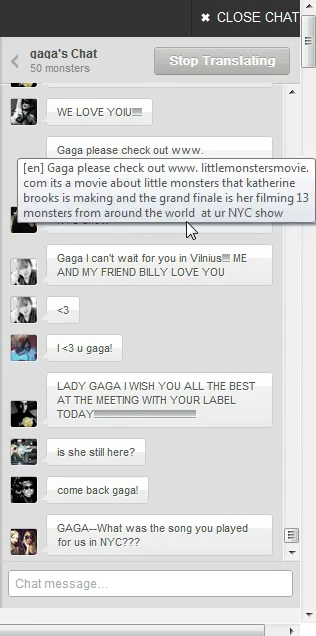 ✖ CLOSE CHAT
gaga's Chat
50 monsters
Stop Translating
WE LOVE YOIU!!!!!
Gaga please check out w w w.
[en] Gaga please check out www. littlemonstersmovie.
com its a movie about little monsters that katherine
brooks is making and the grand finale is her filming 13
monsters from around the world  at ur NYC show
Gaga I can't wait for you in Vilnius!!!! ME
AND MY FRIEND BILLY LOVE YOU
<3
I <3 u gaga!
LADY GAGA I WISH YOU ALL THE BEST
AT THE MEETING WITH YOUR LABEL
is she still here?
come back gaga!
GAGA--What was the song you played
for us in NYC???
Chat message...